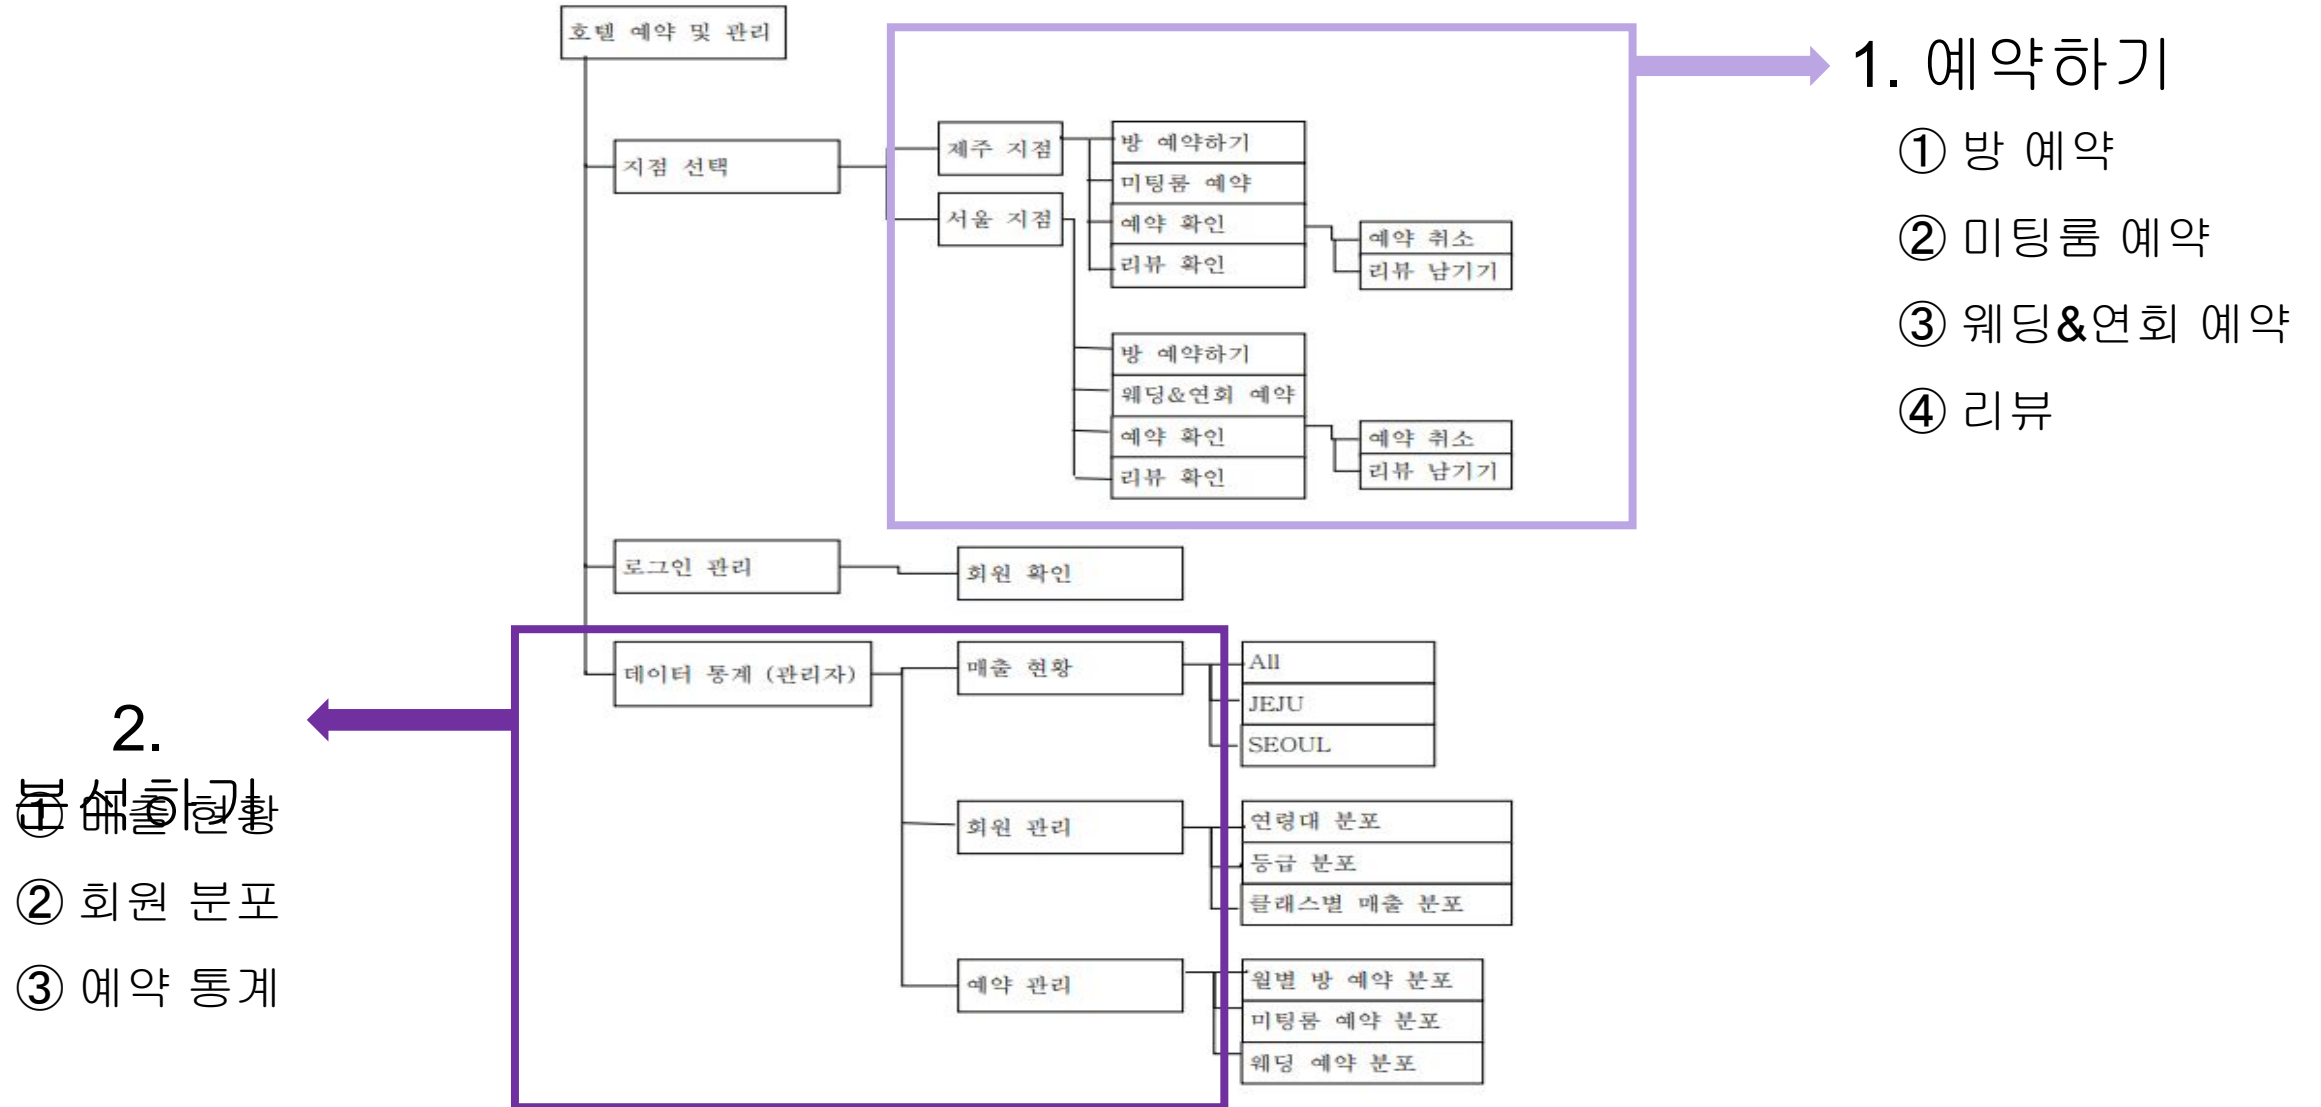 호텔 예약 및 관리
지점 선택
제주 지점
서울 지점
방 예약하기
미팅룸 예약
예약 확인
리뷰 확인
예약 취소
리뷰 남기기
방 예약하기
웨딩&연회 예약
예약 확인
리뷰 확인
예약 취소
리뷰 남기기
1. 예약하기
① 방 예약
② 미팅룸 예약
③ 웨딩&연회 예약
④ 리뷰
로그인 관리
회원 확인
데이터 통계 (관리자)
매출 현황
All
JEJU
SEOUL
회원 관리
연령대 분포
등급 분포
클래스별 매출 분포
예약 관리
월별 방 예약 분포
미팅룸 예약 분포
웨딩 예약 분포
2.
분석하기
① 매출 현황
② 회원 분포
③ 예약 통계